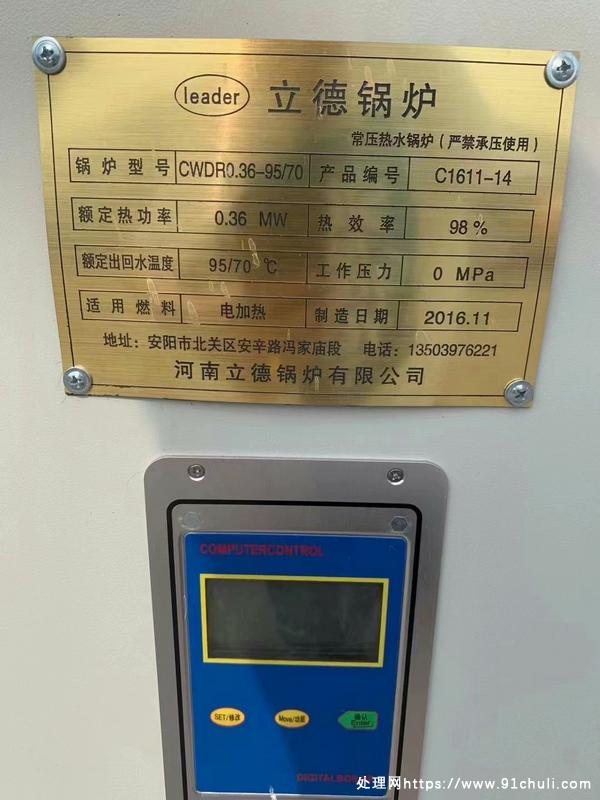 leader 立德锅炉
常压热水锅炉(严禁承压使用)
锅炉型号 CWDR0.36-95/70 产品编号 C1611-14
额定热功率 0.36 MW 热效率 98%
额定出回水温度 95/70 ℃ 工作压力 0 MPa
适用燃料 电加热 制造日期 2016.11
地址:安阳市北关区安辛路冯家庙段 电话:13503976221
河南立德锅炉有限公司
COMPUTERCONTROL
SET/修改 Move/功能 确认
Enter
处理网https://www.91chuli.com/